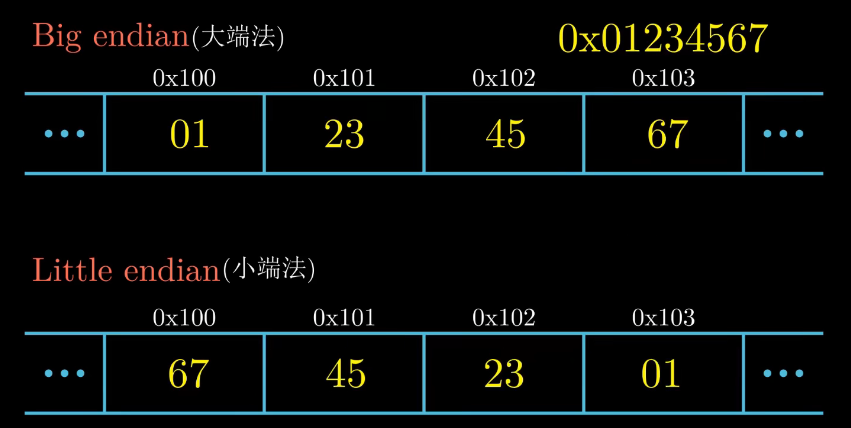 Big endian(大端法) 0x01234567
0x100 0x101 0x102 0x103
... 01 23 45 67 ...
Little endian(小端法)
0x100 0x101 0x102 0x103
... 67 45 23 01 ...